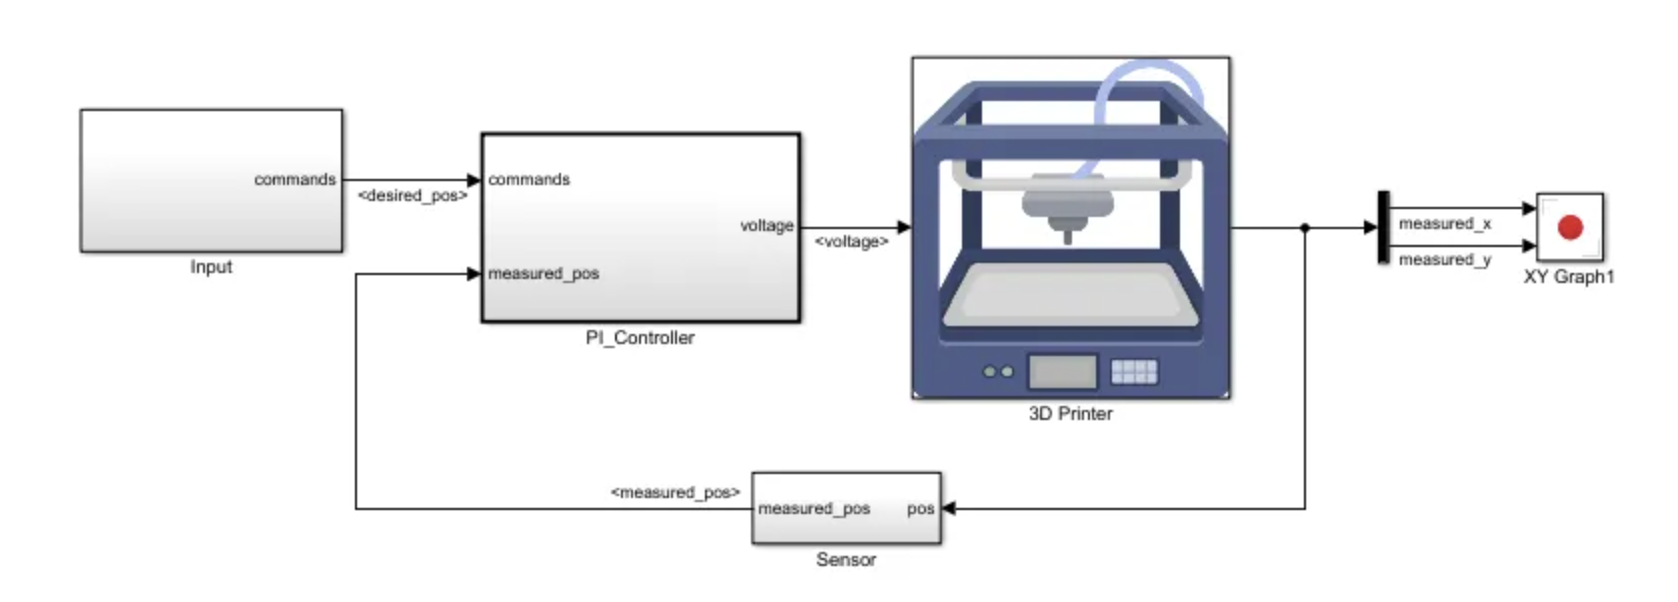 commands
<desired_pos>
Input
commands
voltage
measured_pos
PI_Controller
<voltage>
3D Printer
measured_x
measured_y
XY Graph1
<measured_pos>
measured_pos
pos
Sensor